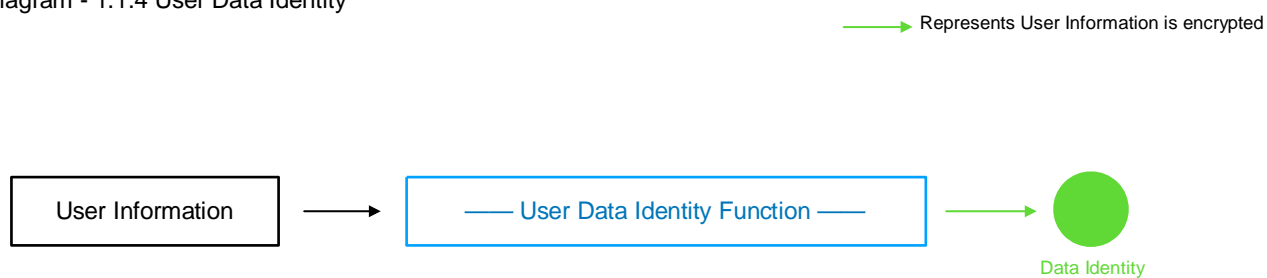 agram - 1.1.4 User Data Identity
Represents User Information is encrypted
User Information
—— User Data Identity Function ——
Data Identity